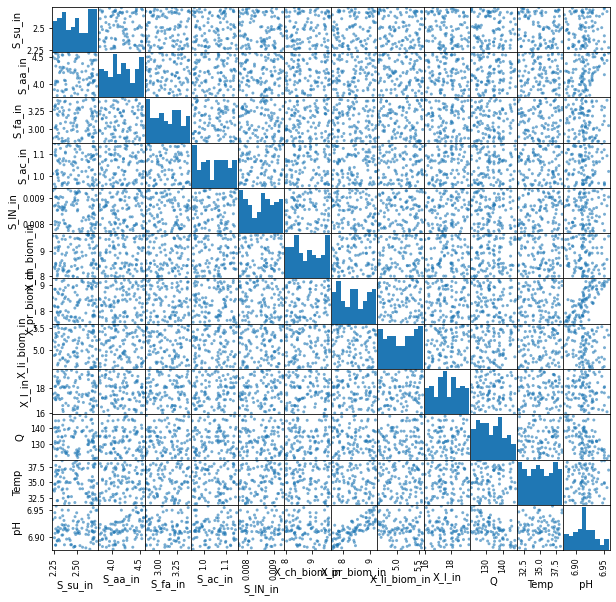 S_su_in
2.5
2.25
S_aa_in
4.5
4.0
S_fa_in
3.25
3.00
S_ac_in
1.1
1.0
S_IN_in
0.009
0.008
X_ch_biom_in
9
8
X_pr_biom_in
9
8
X_li_biom_in
5.5
5.0
X_I_in
18
16
Q
140
130
Temp
37.5
35.0
32.5
pH
6.95
6.90
2.25 2.50 4.0 4.5 3.00 3.25 1.0 1.1 0.008 0.009 8 9 8 9 5.0 5.5 16 18 130 140 32.5 35.0 37.5 6.90 6.95
S_su_in S_aa_in S_fa_in S_ac_in S_IN_in X_ch_biom_in X_pr_biom_in X_li_biom_in X_I_in Q Temp pH